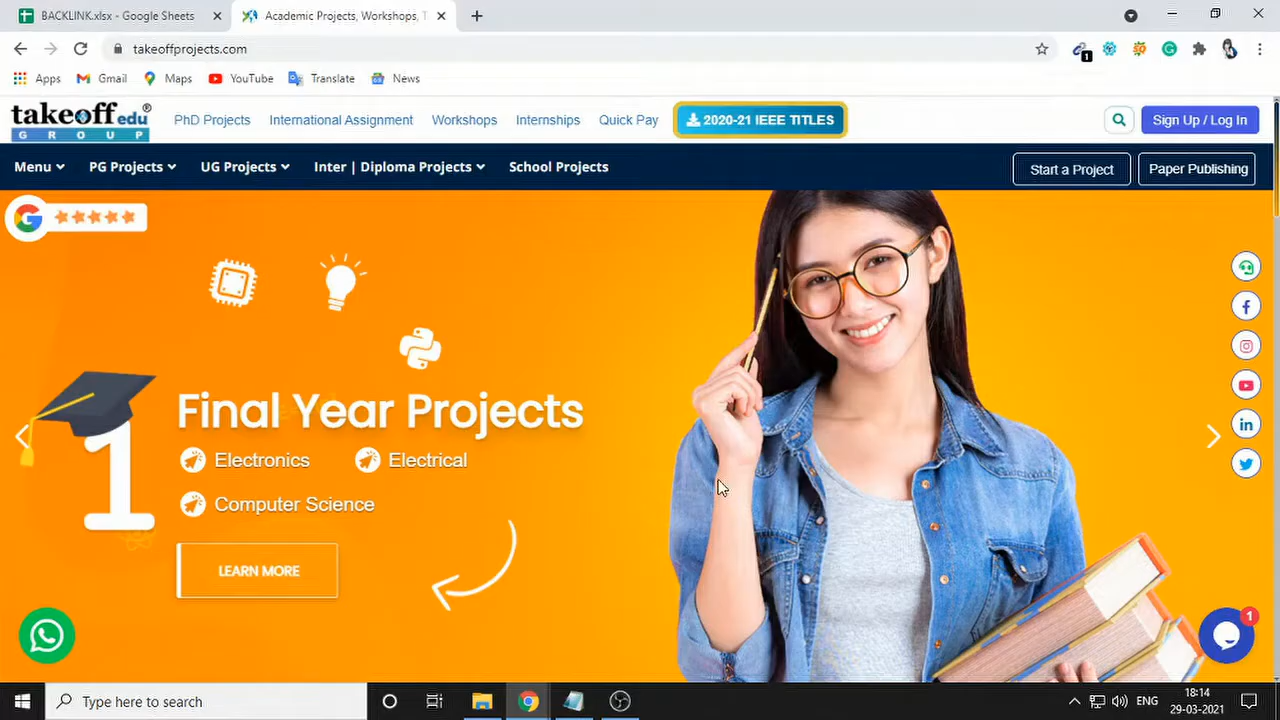 BACKLINK.xlsx - Google Sheets
Academic Projects, Workshops, T
takeoffprojects.com
1
Apps
Gmail
Maps
YouTube
Translate
News
takeoff edu®
GROUP
PhD Projects
International Assignment
Workshops
Internships
Quick Pay
2020-21 IEEE TITLES
Sign Up / Log In
Menu
PG Projects
UG Projects
Inter | Diploma Projects
School Projects
Start a Project
Paper Publishing
1
Final Year Projects
Electronics
Electrical
Computer Science
LEARN MORE
1
Type here to search
ENG
18:14
29-03-2021